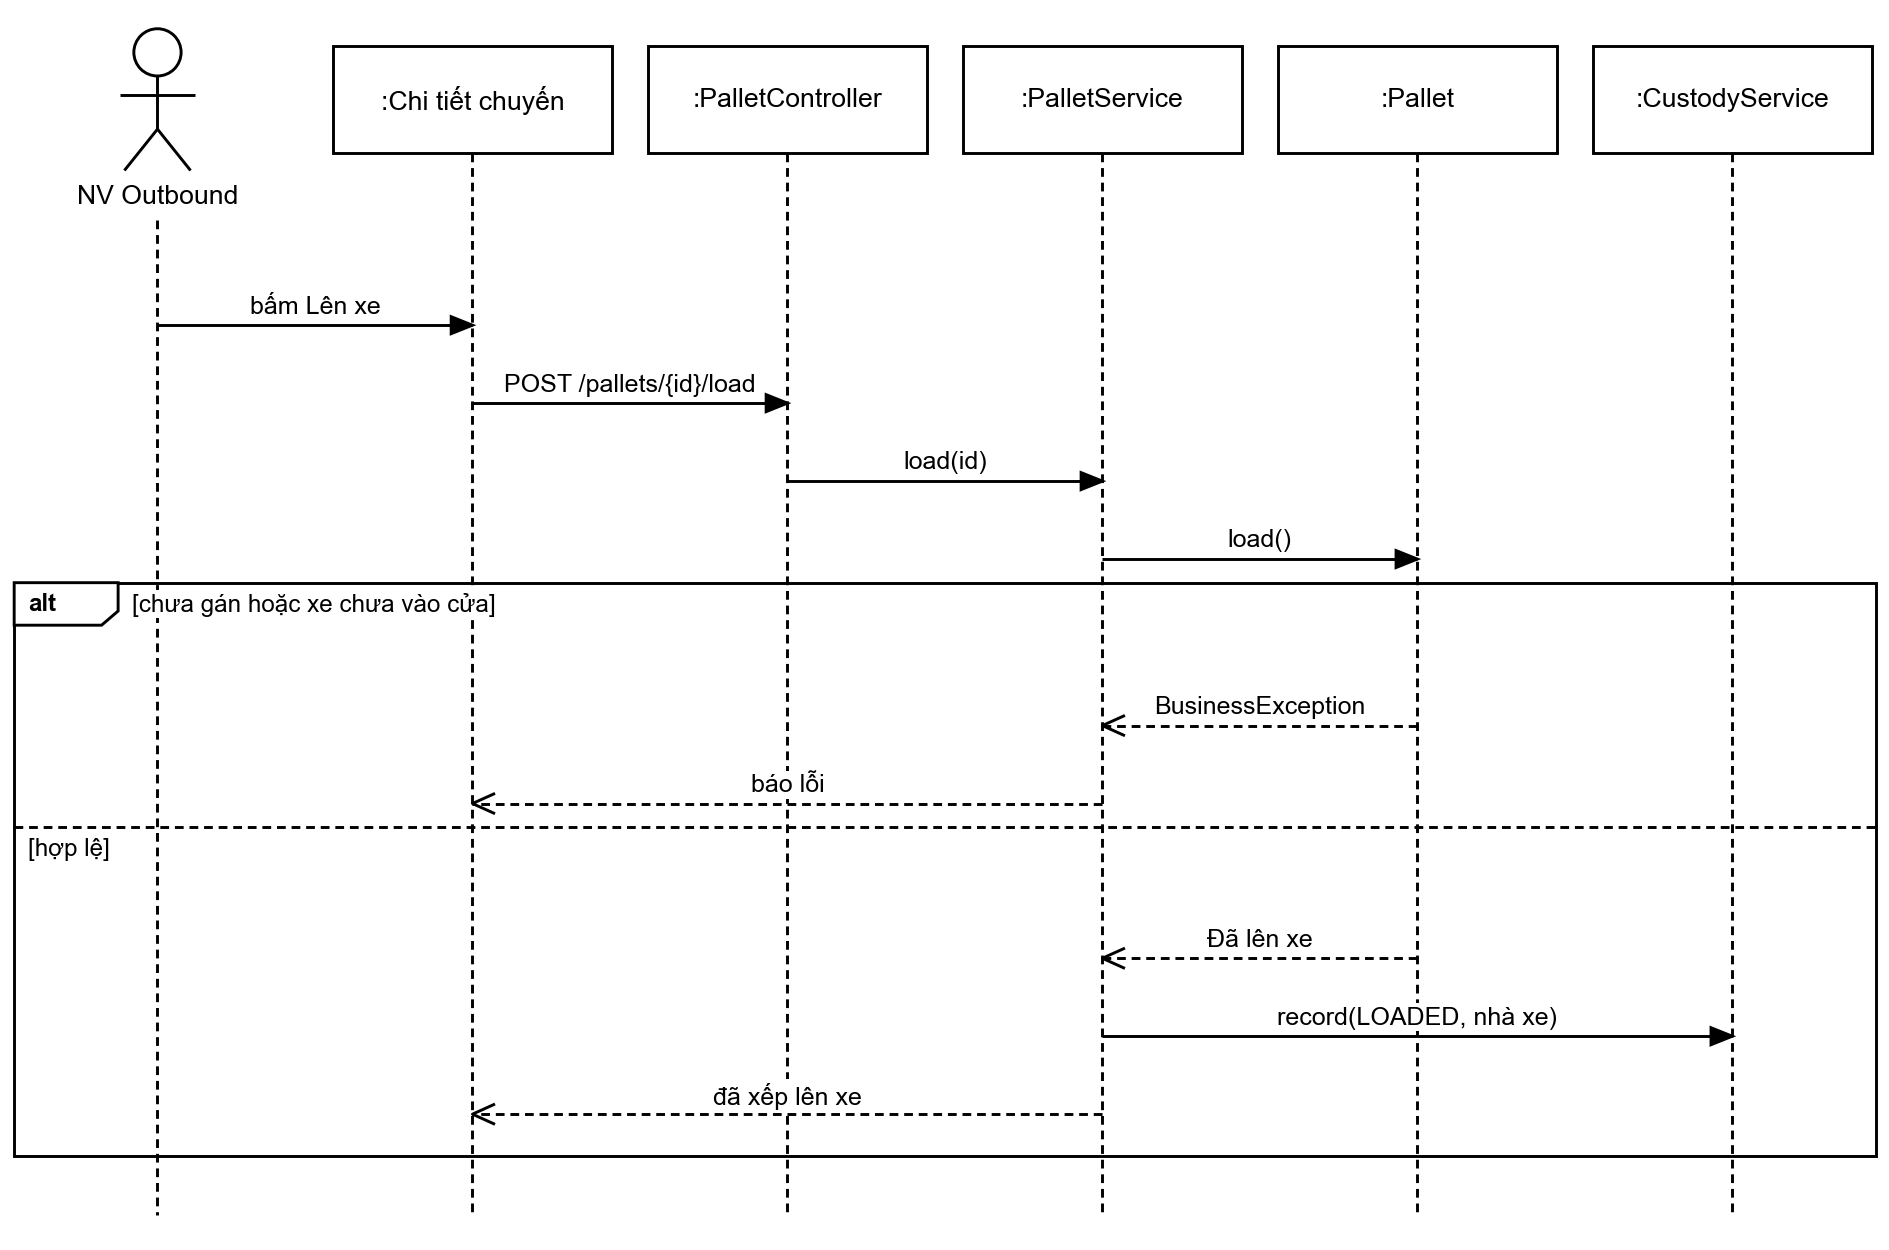 NV Outbound
:Chi tiết chuyến
:PalletController
:PalletService
:Pallet
:CustodyService
bấm Lên xe
POST /pallets/{id}/load
load(id)
load()
alt
[chưa gán hoặc xe chưa vào cửa]
BusinessException
báo lỗi
[hợp lệ]
Đã lên xe
record(LOADED, nhà xe)
đã xếp lên xe